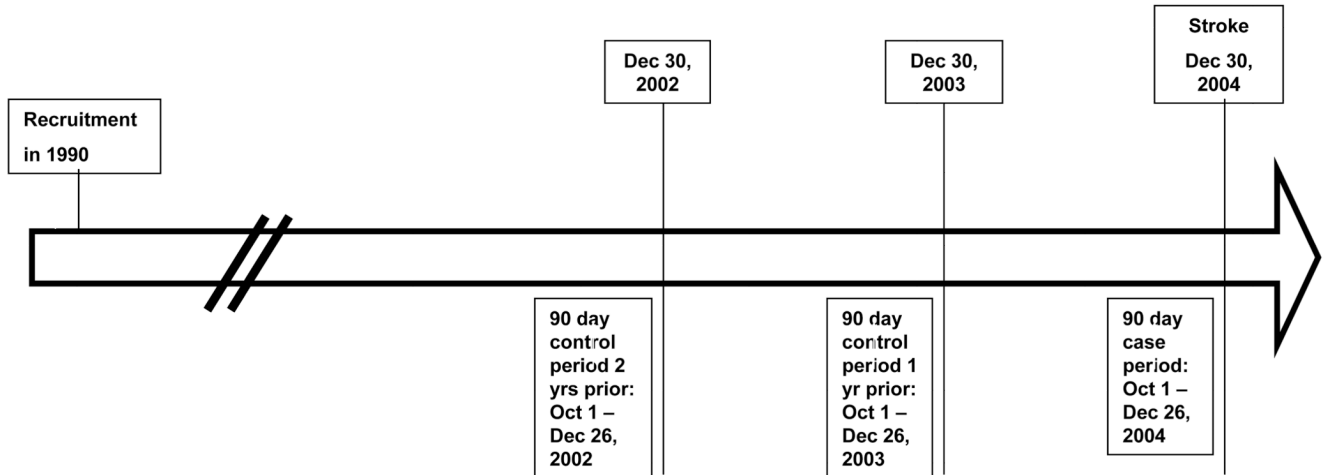 Stroke
Dec 30,
2004
Dec 30,
2002
Dec 30,
2003
Recruitment
in 1990
90 day
control
period 2
yrs prior:
Oct 1 –
Dec 26,
2002
90 day
control
period 1
yr prior:
Oct 1 –
Dec 26,
2003
90 day
case
period:
Oct 1 –
Dec 26,
2004